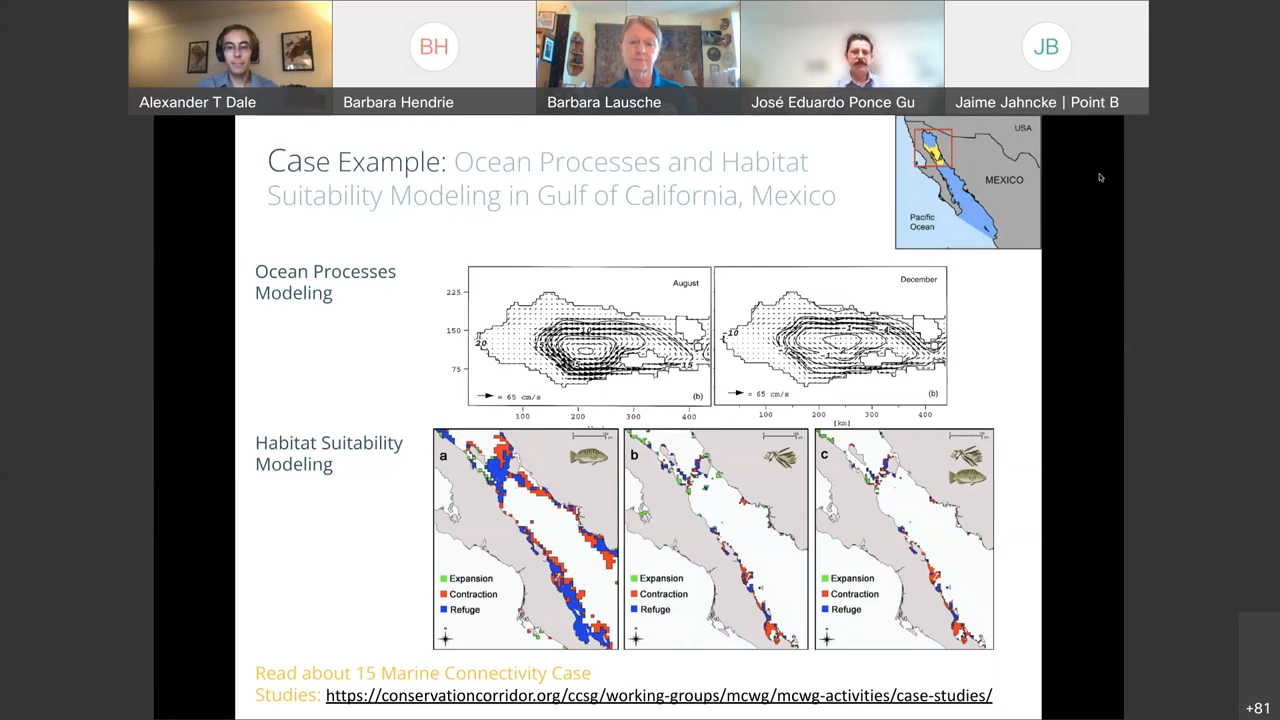 BH
JB
Alexander T Dale
Barbara Hendrie
Barbara Lausche
José Eduardo Ponce Gu
Jaime Jahncke | Point B
Case Example: Ocean Processes and Habitat
Suitability Modeling in Gulf of California, Mexico
USA
MEXICO
Pacific
Ocean
Ocean Processes
Modeling
August
225
150
75
20
15
= 65 cm/s
(b)
100
200
300
400
December
10
= 65 cm/s
(b)
100
200
300
400
[km]
Habitat Suitability
Modeling
a
Expansion
Contraction
Refuge
b
Expansion
Contraction
Refuge
c
Expansion
Contraction
Refuge
Read about 15 Marine Connectivity Case
Studies: https://conservationcorridor.org/ccsg/working-groups/mcwg/mcwg-activities/case-studies/
+81